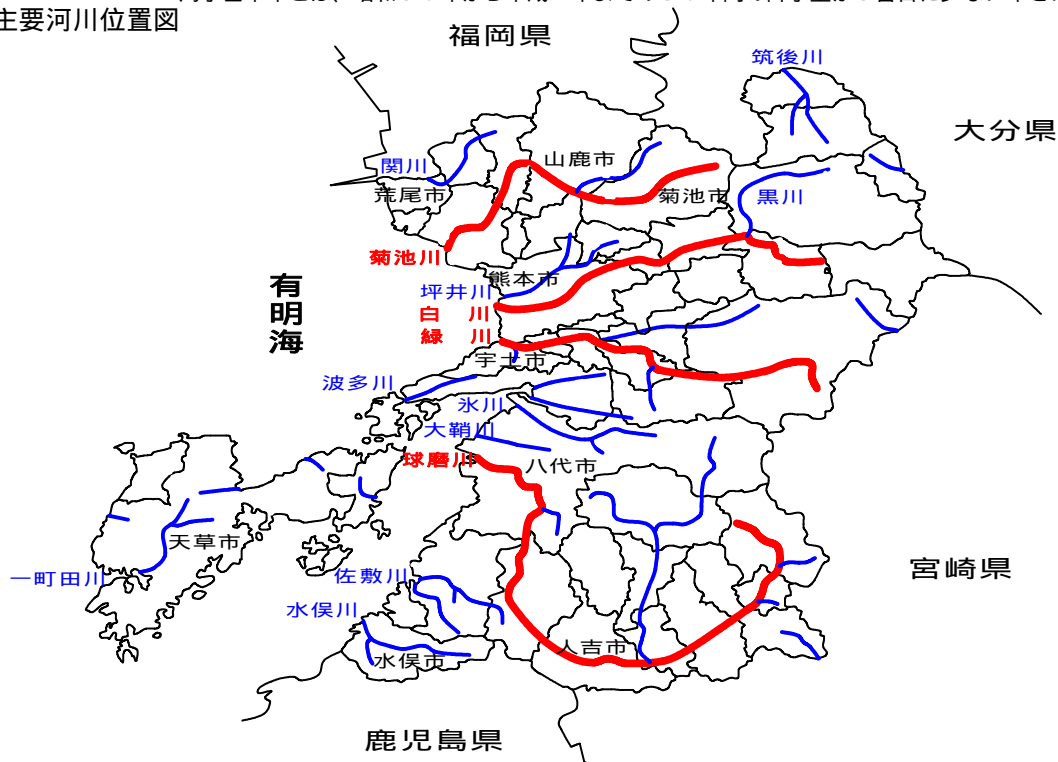 主要河川位置図
福岡県
筑後川
大分県
関川
山鹿市
荒尾市
菊池市
黒川
菊池川
熊本市
有明海
坪井川
白川
緑川
宇土市
波多川
氷川
大鞘川
球磨川
八代市
天草市
一町田川
佐敷川
宮崎県
水俣川
人吉市
水俣市
鹿児島県